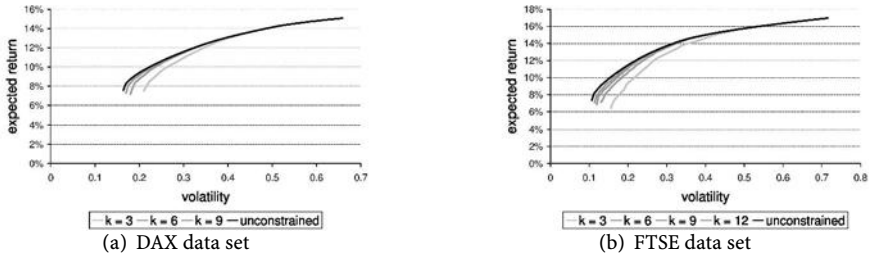 16%
14%
12%
10%
8%
6%
4%
2%
0%
expected return
0 0.1 0.2 0.3 0.4 0.5 0.6 0.7
volatility
k = 3 k = 6 k = 9 unconstrained
(a) DAX data set
18%
16%
14%
12%
10%
8%
6%
4%
2%
0%
expected return
0 0.1 0.2 0.3 0.4 0.5 0.6 0.7 0.8
volatility
k = 3 k = 6 k = 9 k = 12 unconstrained
(b) FTSE data set